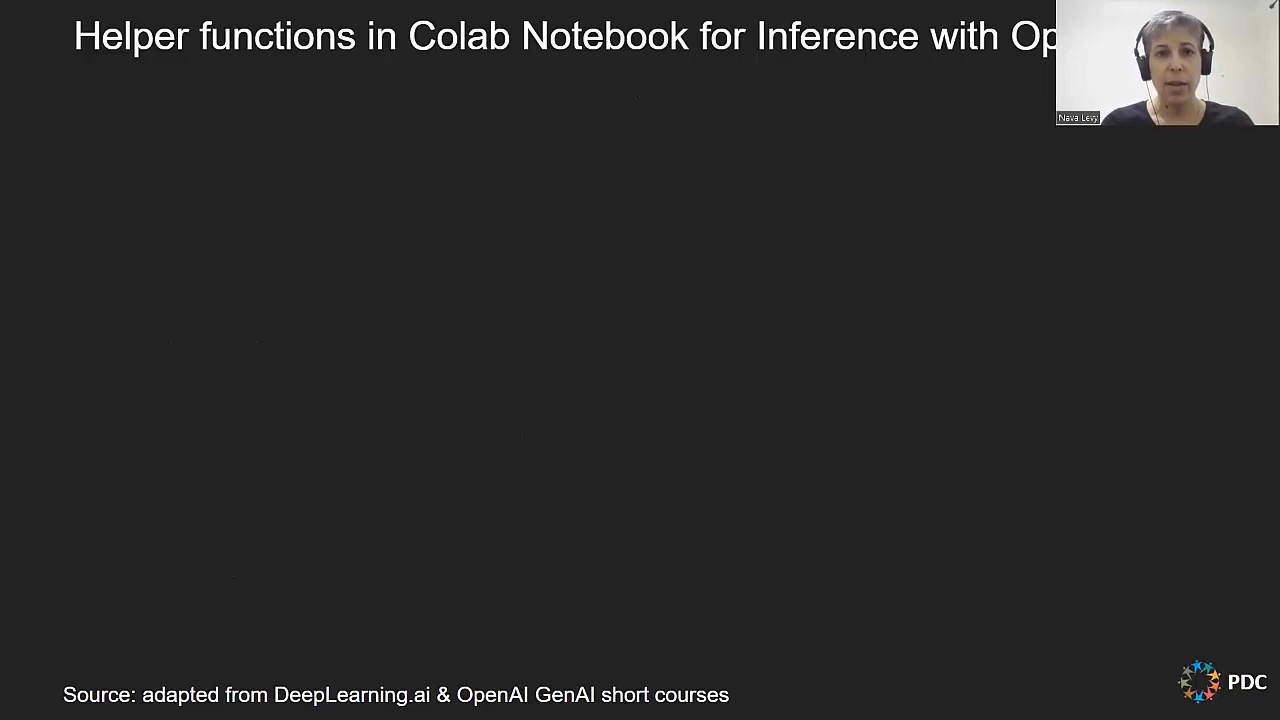 Helper functions in Colab Notebook for Inference with Op
Nava Levy
PDC
Source: adapted from DeepLearning.ai & OpenAI GenAI short courses